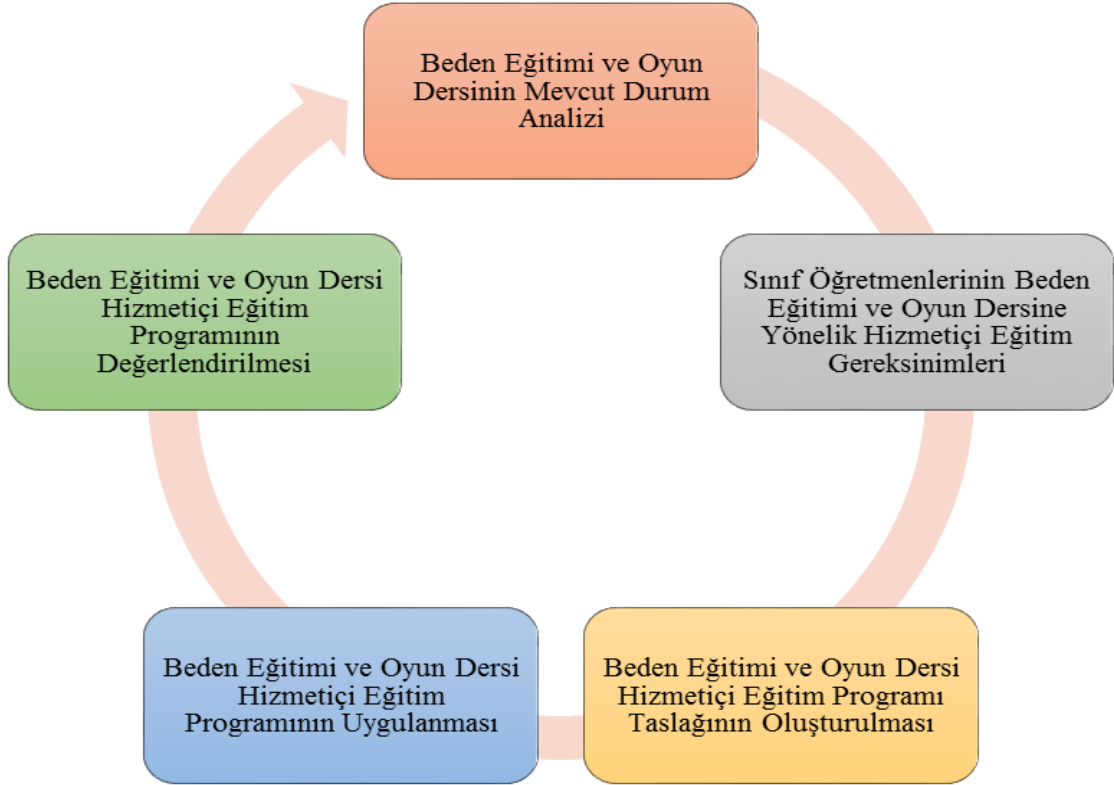 Beden Eğitimi ve Oyun
Dersinin Mevcut Durum
Analizi
Sınıf Öğretmenlerinin Beden
Eğitimi ve Oyun Dersine
Yönelik Hizmetiçi Eğitim
Gereksinimleri
Beden Eğitimi ve Oyun Dersi
Hizmetiçi Eğitim Programı
Taslağının Oluşturulması
Beden Eğitimi ve Oyun Dersi
Hizmetiçi Eğitim
Programının Uygulanması
Beden Eğitimi ve Oyun Dersi
Hizmetiçi Eğitim
Programının
Değerlendirilmesi